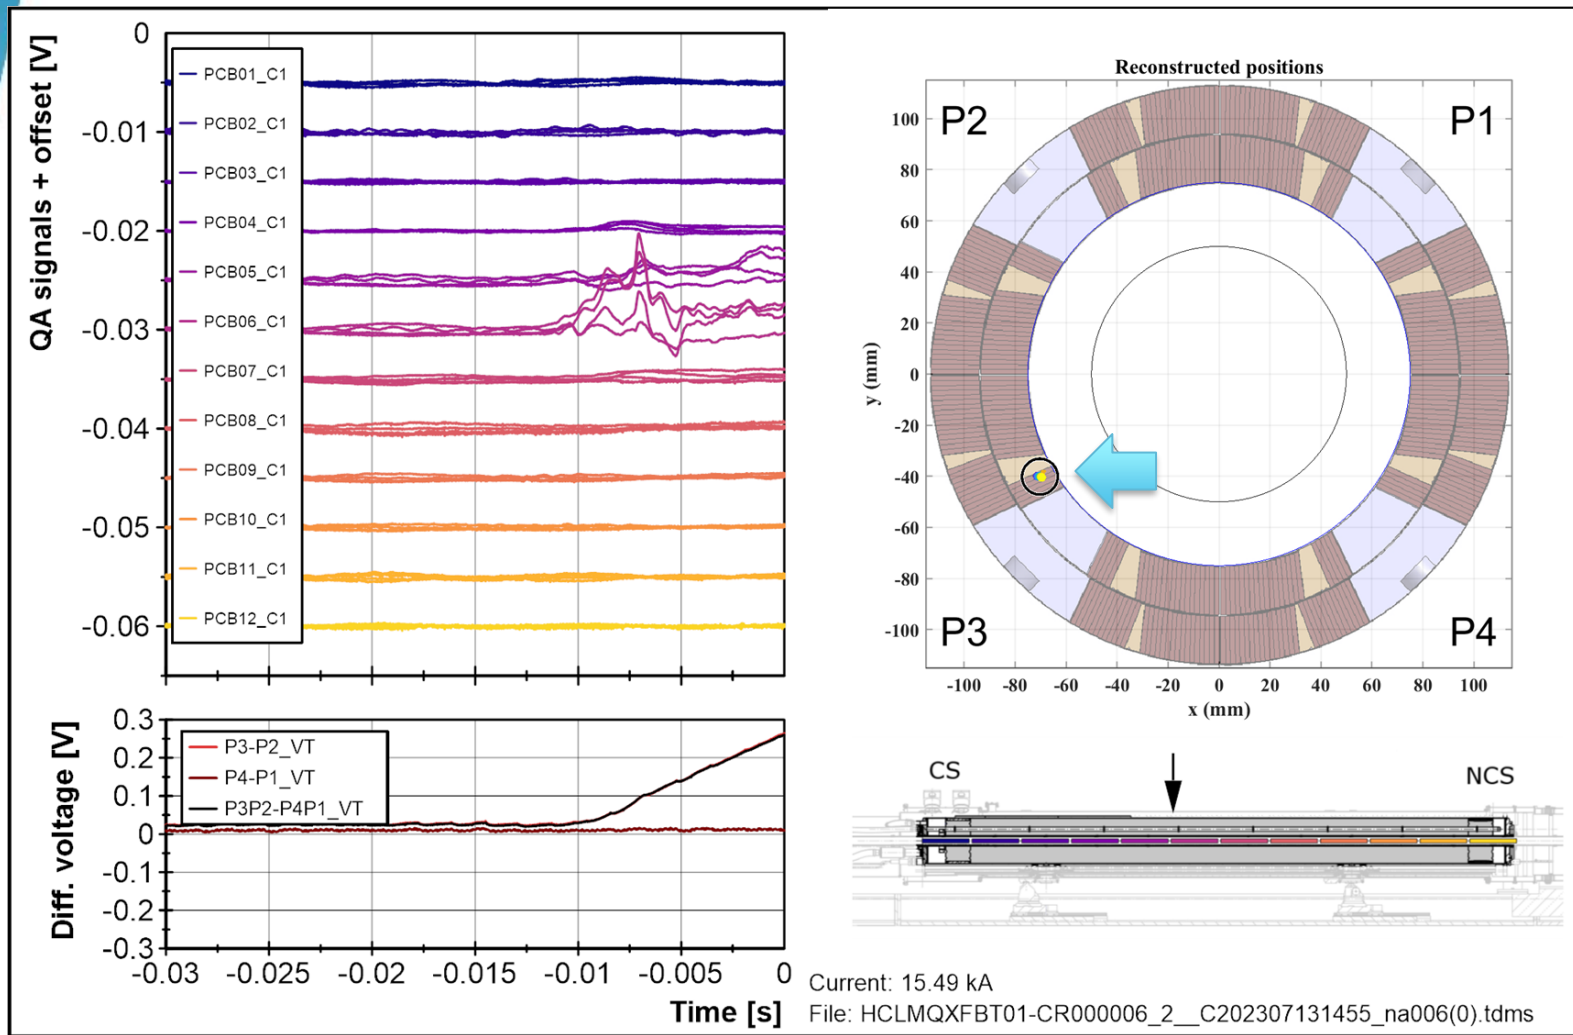 QA signals + offset [V]
0
-0.01
-0.02
-0.03
-0.04
-0.05
-0.06
PCB01_C1
PCB02_C1
PCB03_C1
PCB04_C1
PCB05_C1
PCB06_C1
PCB07_C1
PCB08_C1
PCB09_C1
PCB10_C1
PCB11_C1
PCB12_C1
Diff. voltage [V]
0.3
0.2
0.1
0
-0.1
-0.2
-0.3
P3-P2_VT
P4-P1_VT
P3P2-P4P1_VT
-0.03 -0.025 -0.02 -0.015 -0.01 -0.005 0
Time [s]
Reconstructed positions
P2 P1
P3 P4
y (mm)
100
80
60
40
20
0
-20
-40
-60
-80
-100
-100 -80 -60 -40 -20 0 20 40 60 80 100
x (mm)
CS NCS
Current: 15.49 kA
File: HCLMQXFBT01-CR000006_2__C202307131455_na006(0).tdms